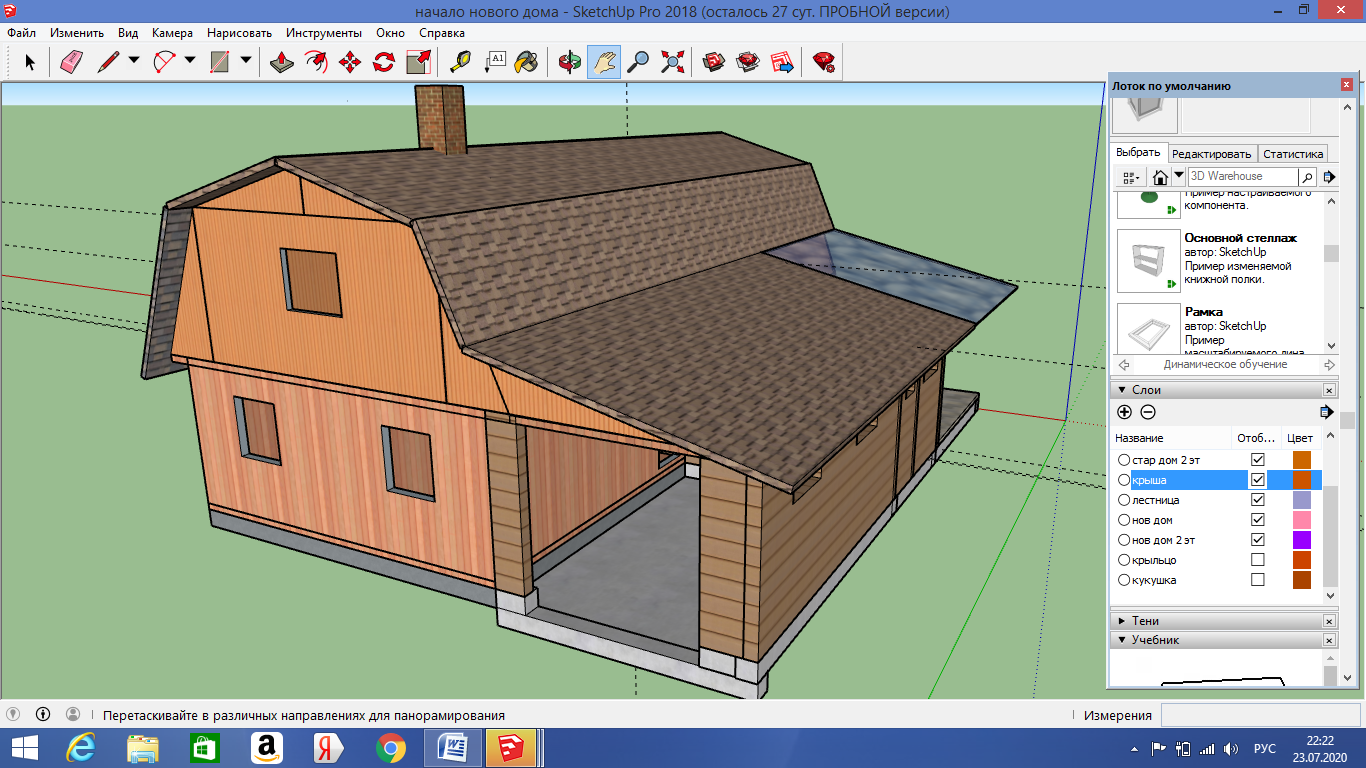 начало нового дома - SketchUp Pro 2018 (осталось 27 сут. ПРОБНОЙ версии)
Файл Изменить Вид Камера Нарисовать Инструменты Окно Справка
A1
Лоток по умолчанию
Выбрать Редактировать Статистика
3D Warehouse
Пример настраиваемого
компонента.
Основной стеллаж
автор: SketchUp
Пример изменяемой
книжной полки.
Рамка
автор: SketchUp
Пример
масштабируемого дина
Динамическое обучение
Слои
Название Отоб... Цвет
стар дом 2 эт
крыша
лестница
нов дом
нов дом 2 эт
крыльцо
кукушка
Тени
Учебник
Перетаскивайте в различных направлениях для панорамирования
Измерения
РУС
22:22
23.07.2020